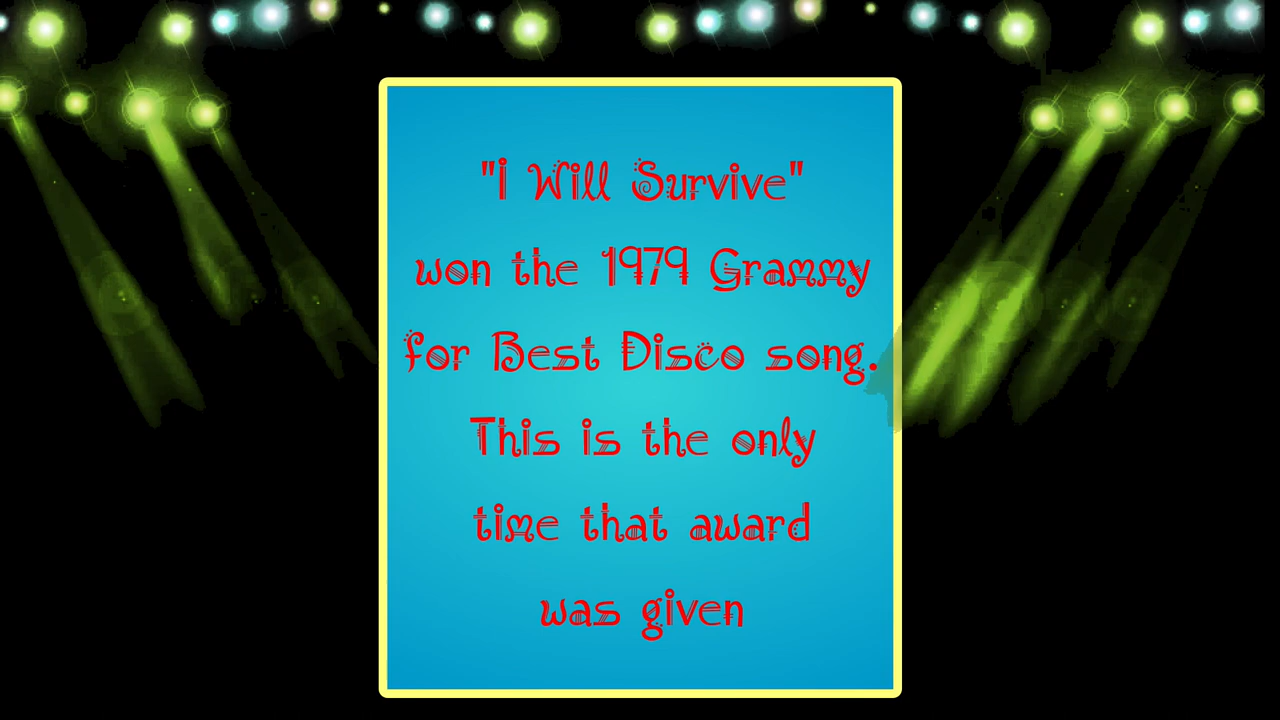 "I Will Survive"
won the 1979 Grammy
for Best Disco song.
This is the only
time that award
was given